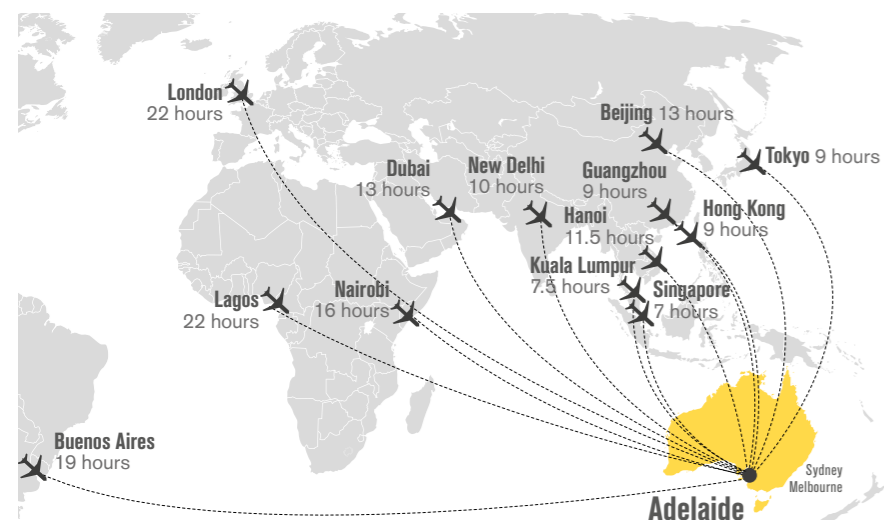 London
22 hours
Beijing 13 hours
Tokyo 9 hours
Dubai
13 hours
New Delhi
10 hours
Guangzhou
9 hours
Hanoi
11.5 hours
Hong Kong
9 hours
Kuala Lumpur
7.5 hours
Singapore
7 hours
Lagos
22 hours
Nairobi
16 hours
Buenos Aires
19 hours
Sydney
Melbourne
Adelaide